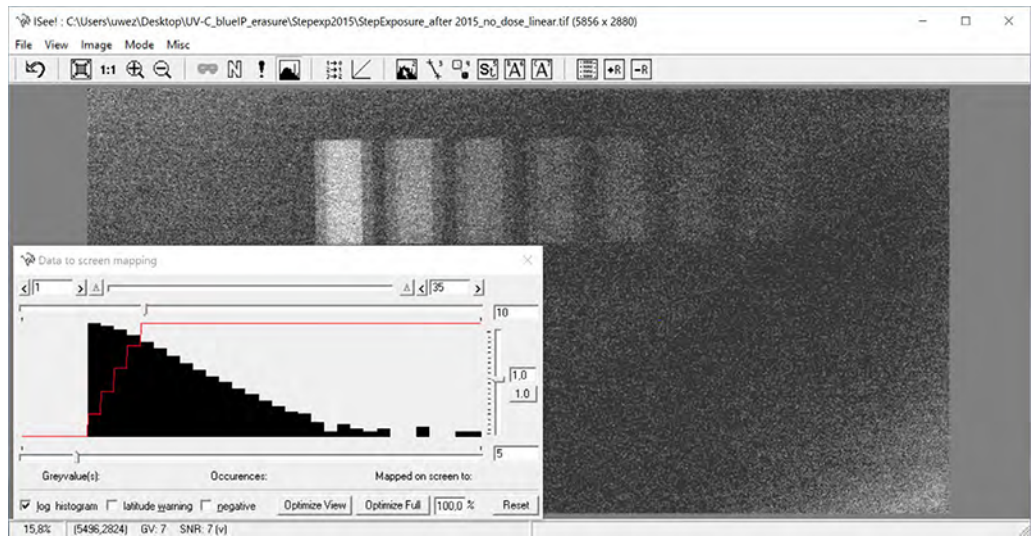 ISee! : C:\Users\uwez\Desktop\UV-C_blueIP_erasure\Stepexp2015\StepExposure_after 2015_no_dose_linear.tif (5856 x 2880)
File View Image Mode Misc
1:1 N ! St 'A' 'A +R -R
Data to screen mapping
< 1 > < 35 >
10
1,0
1.0
5
Greyvalue(s): Occurences: Mapped on screen to:
log histogram latitude warning negative Optimize View Optimize Full 100,0 % Reset
15,8% (5496,2824) GV: 7 SNR: 7 (v)